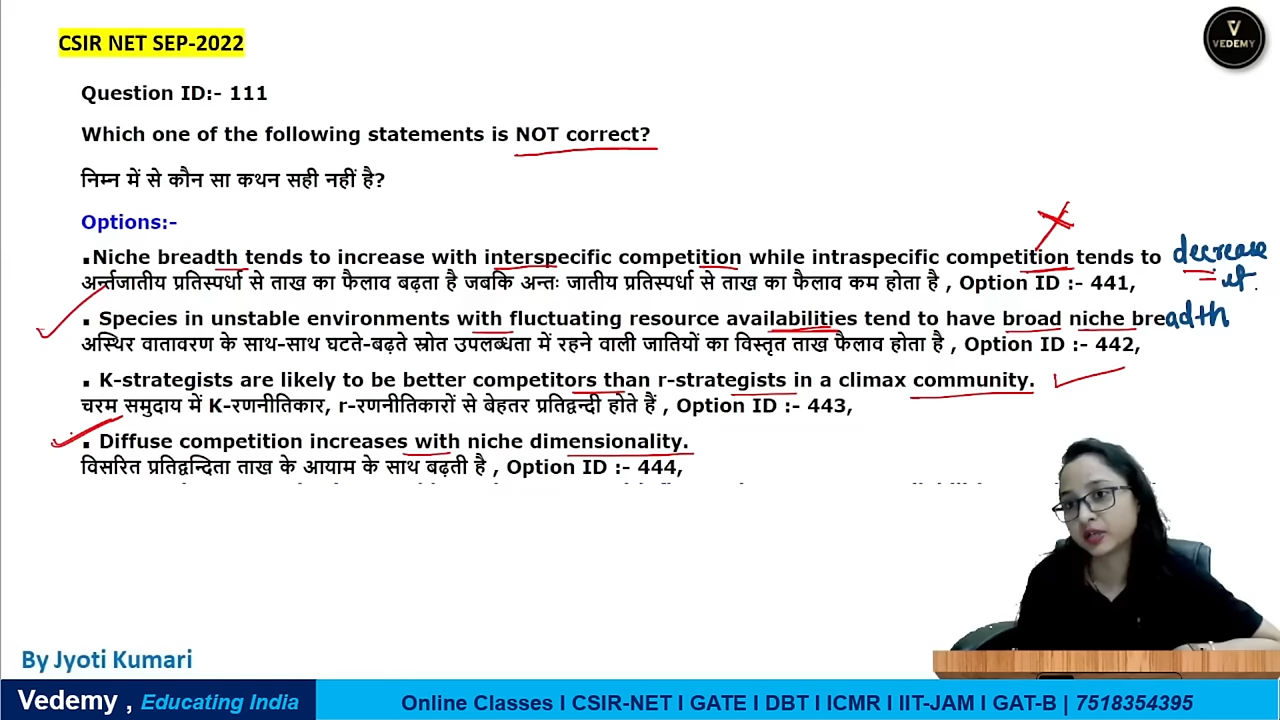 CSIR NET SEP-2022
VEDEMY
Question ID:- 111
Which one of the following statements is NOT correct?
निम्न में से कौन सा कथन सही नहीं है?
Options:-
▪Niche breadth tends to increase with interspecific competition while intraspecific competition tends to decrease it.
अर्न्तजातीय प्रतिस्पर्धा से ताख का फैलाव बढ़ता है जबकि अन्तः जातीय प्रतिस्पर्धा से ताख का फैलाव कम होता है , Option ID :- 441,
▪ Species in unstable environments with fluctuating resource availabilities tend to have broad niche breadth
अस्थिर वातावरण के साथ-साथ घटते-बढ़ते स्रोत उपलब्धता में रहने वाली जातियों का विस्तृत ताख फैलाव होता है , Option ID :- 442,
▪ K-strategists are likely to be better competitors than r-strategists in a climax community.
चरम समुदाय में K-रणनीतिकार, r-रणनीतिकारों से बेहतर प्रतिद्वन्दी होते हैं , Option ID :- 443,
▪ Diffuse competition increases with niche dimensionality.
विसरित प्रतिद्वन्दिता ताख के आयाम के साथ बढ़ती है , Option ID :- 444,
By Jyoti Kumari
Vedemy , Educating India
Online Classes I CSIR-NET I GATE I DBT I ICMR I IIT-JAM I GAT-B | 7518354395